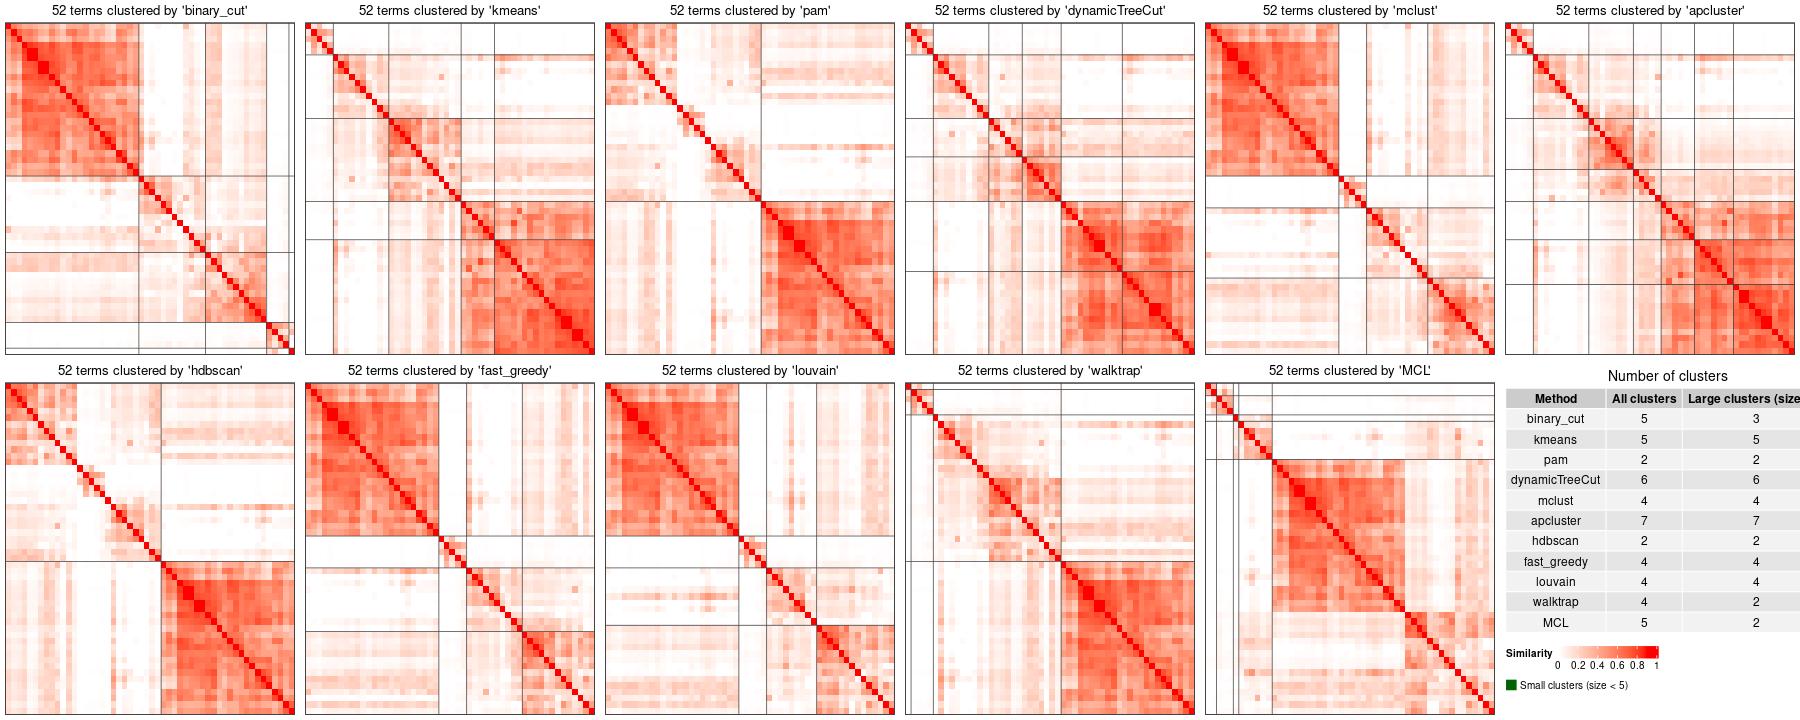 52 terms clustered by 'binary_cut'
52 terms clustered by 'kmeans'
52 terms clustered by 'pam'
52 terms clustered by 'dynamicTreeCut'
52 terms clustered by 'mclust'
52 terms clustered by 'apcluster'
52 terms clustered by 'hdbscan'
52 terms clustered by 'fast_greedy'
52 terms clustered by 'louvain'
52 terms clustered by 'walktrap'
52 terms clustered by 'MCL'
Number of clusters
Method All clusters Large clusters (size
binary_cut 5 3
kmeans 5 5
pam 2 2
dynamicTreeCut 6 6
mclust 4 4
apcluster 7 7
hdbscan 2 2
fast_greedy 4 4
louvain 4 4
walktrap 4 2
MCL 5 2
Similarity
0 0.2 0.4 0.6 0.8 1
Small clusters (size < 5)